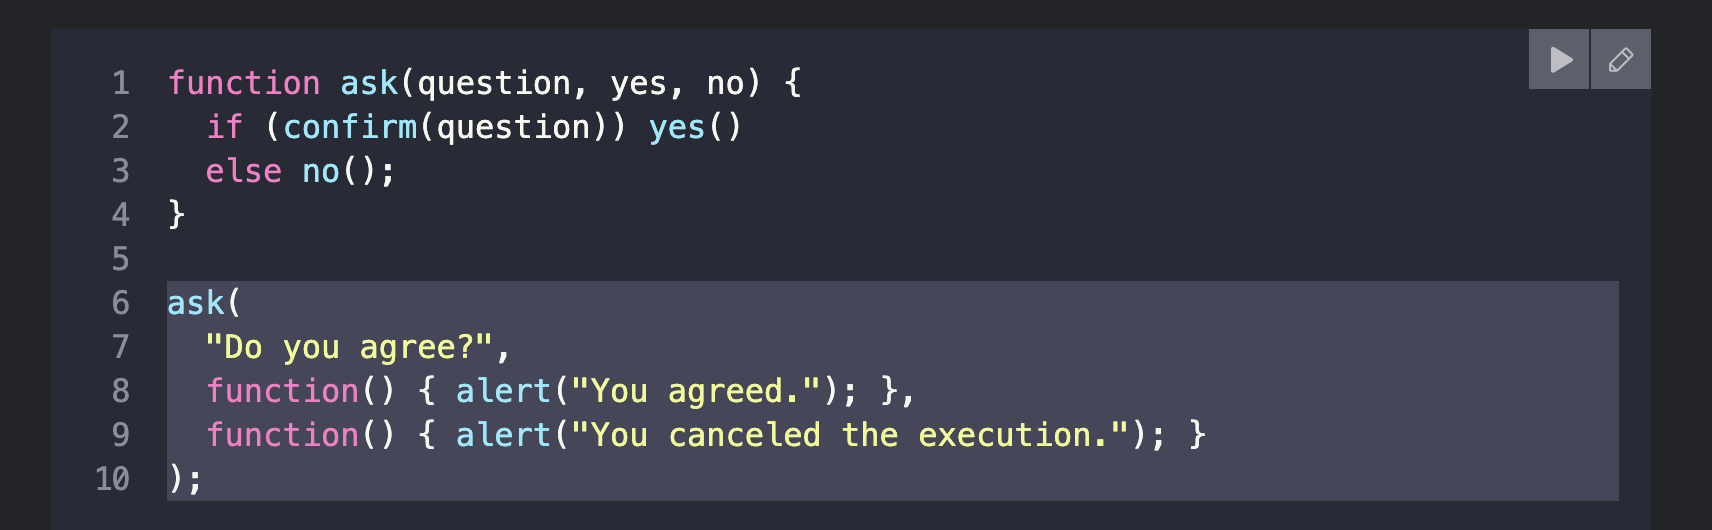 1 function ask(question, yes, no) {
2   if (confirm(question)) yes()
3   else no();
4 }
5
6 ask(
7   "Do you agree?",
8   function() { alert("You agreed."); },
9   function() { alert("You canceled the execution."); }
10 );